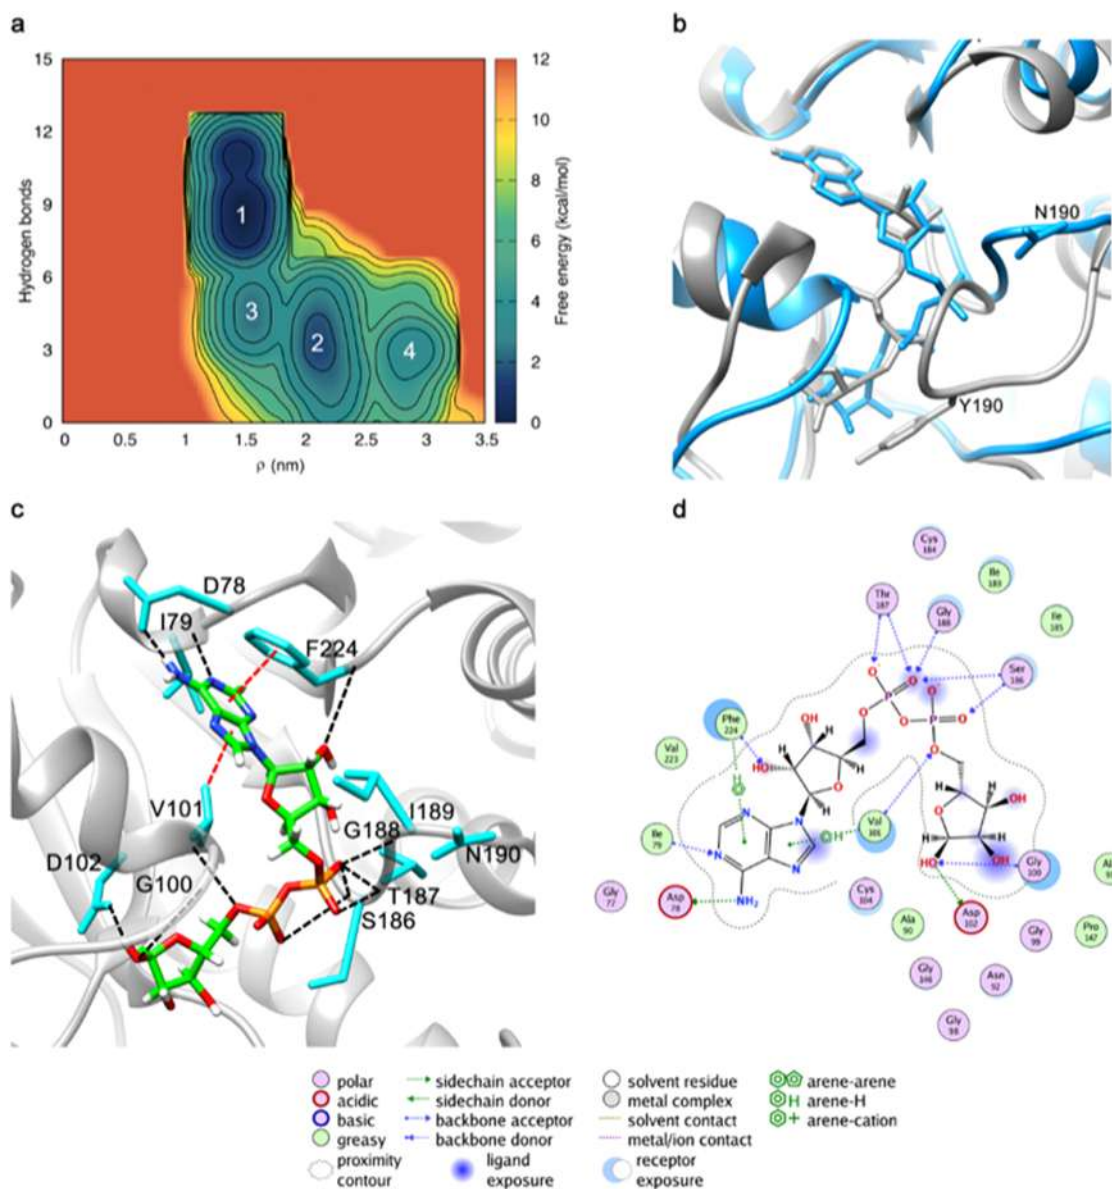 a
15
12
9
6
3
0
Hydrogen bonds
1
3
2
4
0
0.5
1
1.5
2
2.5
3
3.5
ρ (nm)
12
10
8
6
4
2
0
Free energy (kcal/mol)
b
N190
Y190
c
D78
I79
F224
V101
I189
G188
N190
D102
G100
T187
S186
d
Cys
184
Ile
183
Thr
187
Gly
188
Ile
185
Ser
186
Phe
224
Val
223
Val
101
Ile
79
Gly
77
Asp
78
Cys
104
Ala
90
Asp
102
Gly
100
Gly
99
Pro
147
Asn
92
Gly
98
O
O
O
P
O
P
O
O
O
OH
H
H
HO
H
O
H
H
H
N
N
N
N
NH₂
H
OH
H
H
O
HO
OH
H
polar
acidic
basic
greasy
proximity
contour
sidechain acceptor
sidechain donor
backbone acceptor
backbone donor
ligand
exposure
solvent residue
metal complex
solvent contact
metal/ion contact
receptor
exposure
arene-arene
H arene-H
+ arene-cation